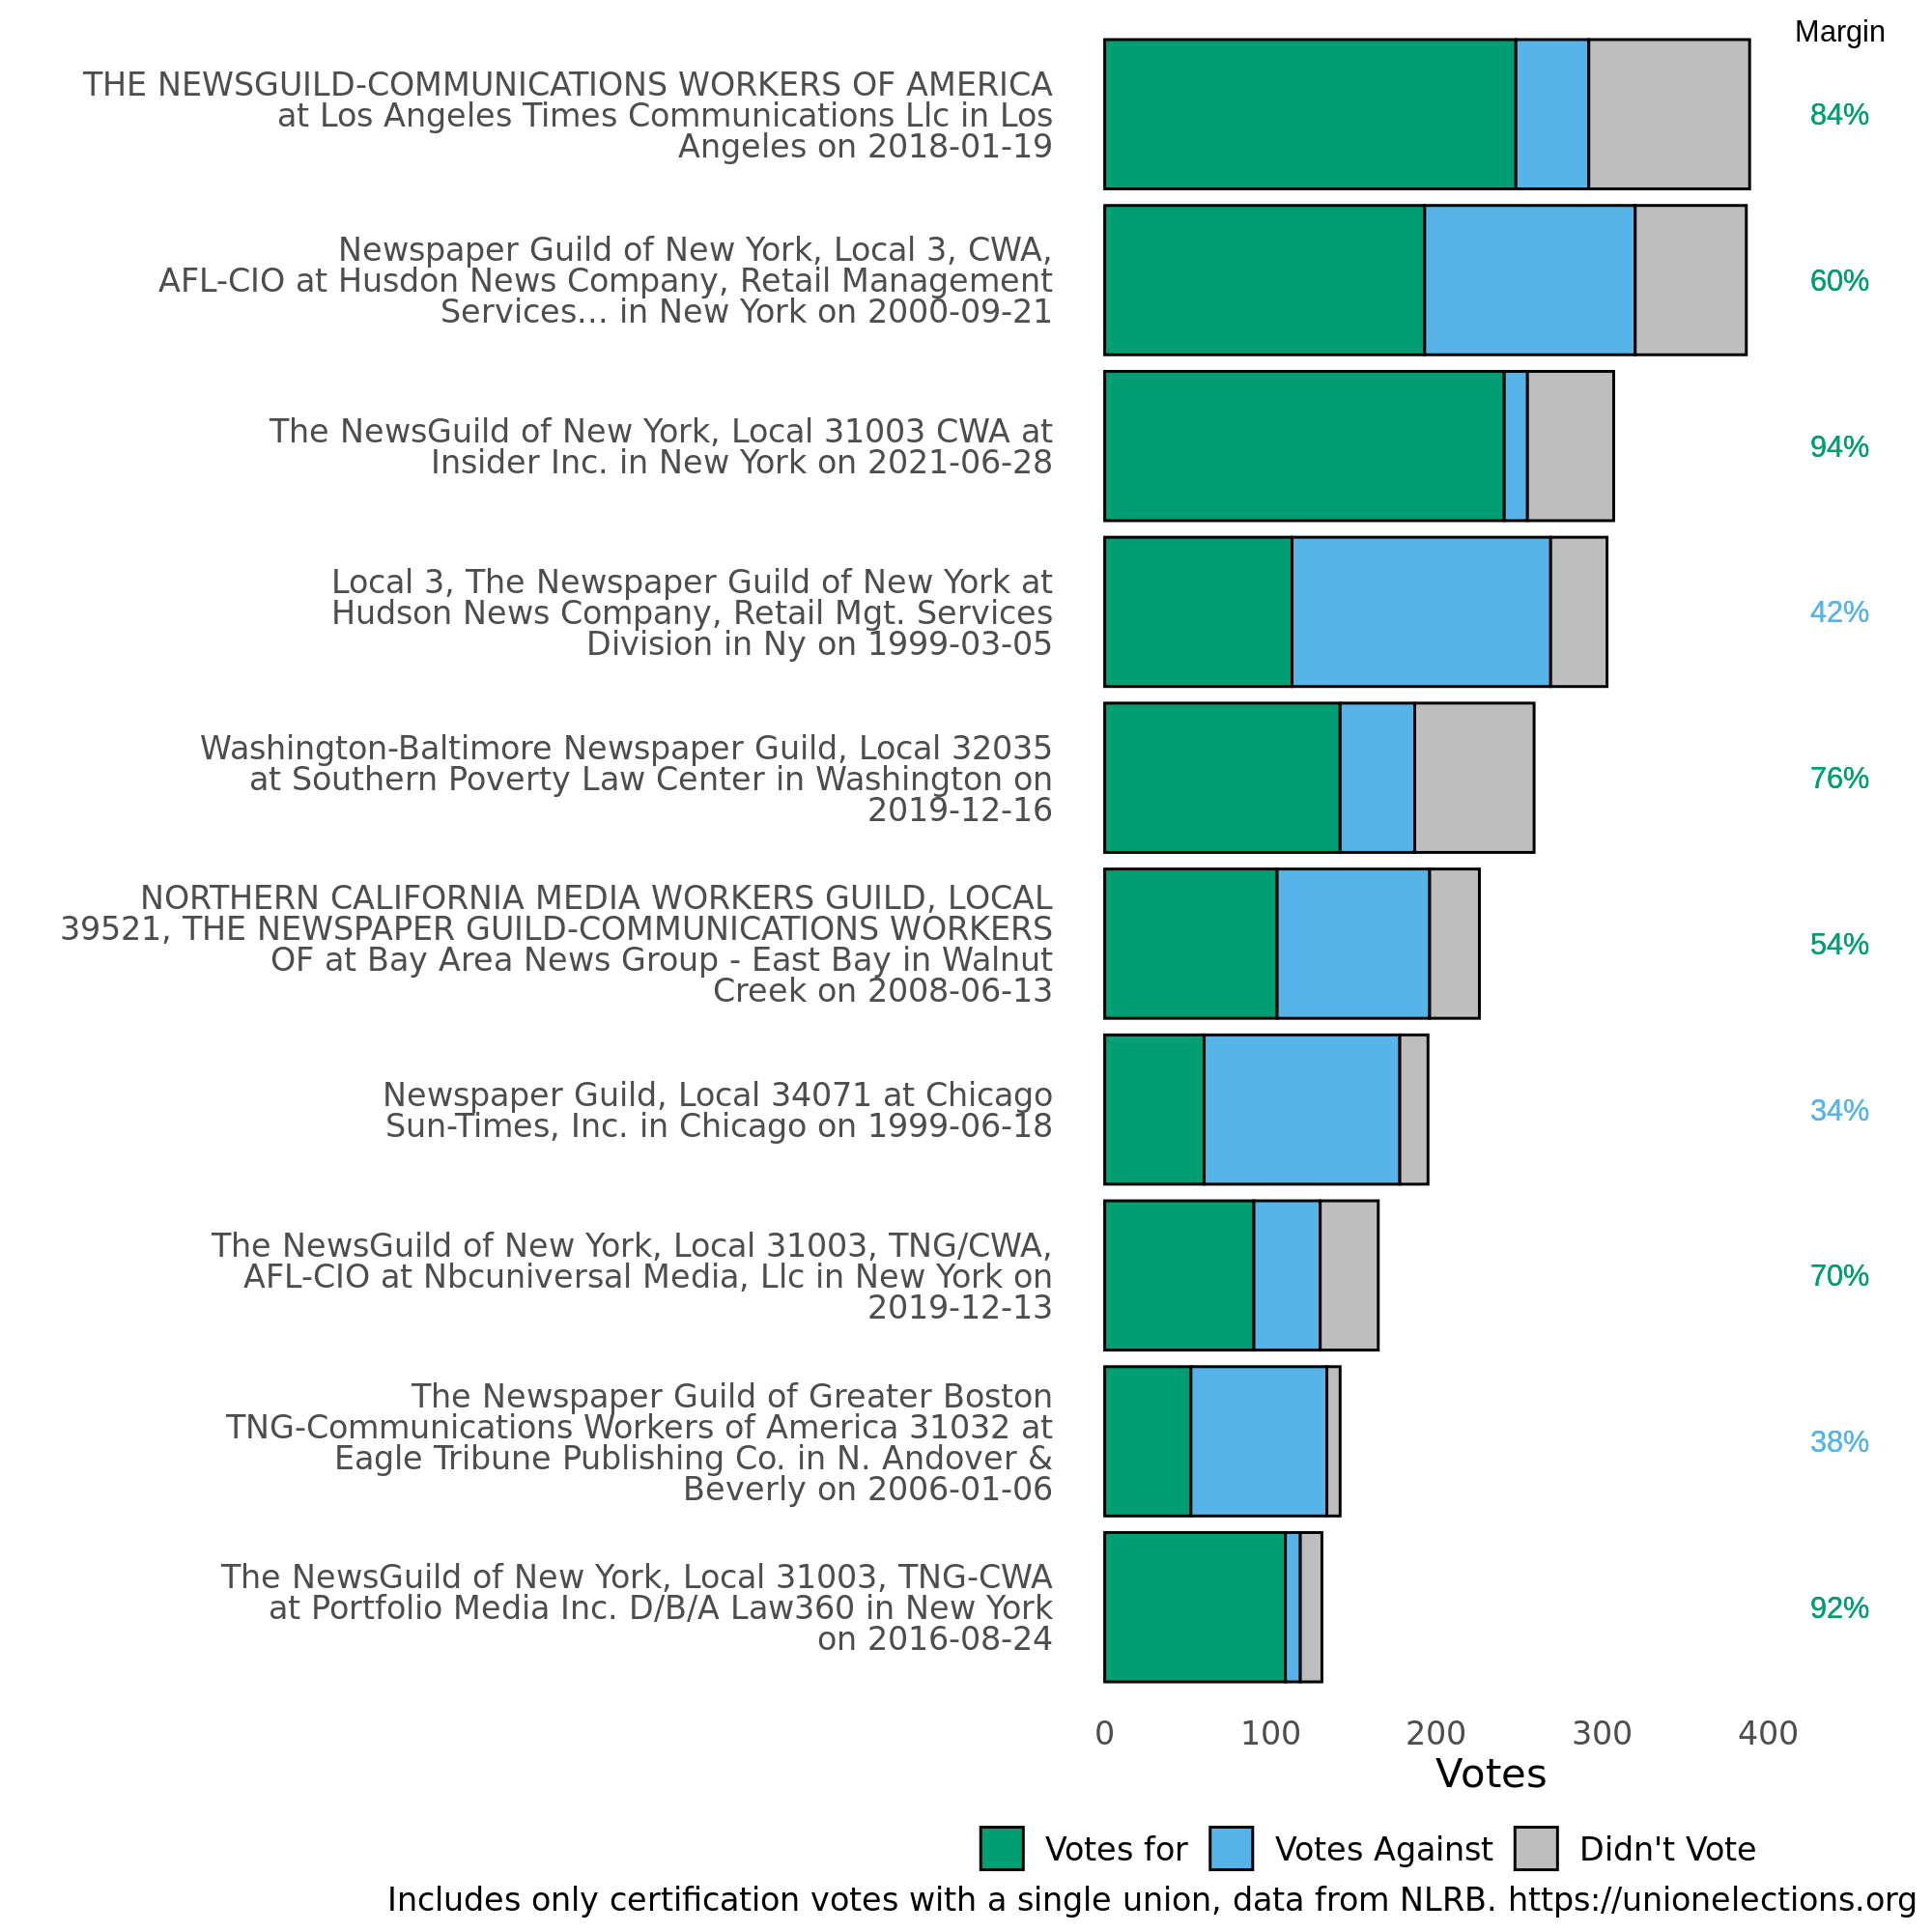 Margin
THE NEWSGUILD-COMMUNICATIONS WORKERS OF AMERICA
at Los Angeles Times Communications Llc in Los
Angeles on 2018-01-19
84%
Newspaper Guild of New York, Local 3, CWA,
AFL-CIO at Husdon News Company, Retail Management
Services... in New York on 2000-09-21
60%
The NewsGuild of New York, Local 31003 CWA at
Insider Inc. in New York on 2021-06-28
94%
Local 3, The Newspaper Guild of New York at
Hudson News Company, Retail Mgt. Services
Division in Ny on 1999-03-05
42%
Washington-Baltimore Newspaper Guild, Local 32035
at Southern Poverty Law Center in Washington on
2019-12-16
76%
NORTHERN CALIFORNIA MEDIA WORKERS GUILD, LOCAL
39521, THE NEWSPAPER GUILD-COMMUNICATIONS WORKERS
OF at Bay Area News Group - East Bay in Walnut
Creek on 2008-06-13
54%
Newspaper Guild, Local 34071 at Chicago
Sun-Times, Inc. in Chicago on 1999-06-18
34%
The NewsGuild of New York, Local 31003, TNG/CWA,
AFL-CIO at Nbcuniversal Media, Llc in New York on
2019-12-13
70%
The Newspaper Guild of Greater Boston
TNG-Communications Workers of America 31032 at
Eagle Tribune Publishing Co. in N. Andover &
Beverly on 2006-01-06
38%
The NewsGuild of New York, Local 31003, TNG-CWA
at Portfolio Media Inc. D/B/A Law360 in New York
on 2016-08-24
92%
0 100 200 300 400
Votes
Votes for Votes Against Didn't Vote
Includes only certification votes with a single union, data from NLRB. https://unionelections.org